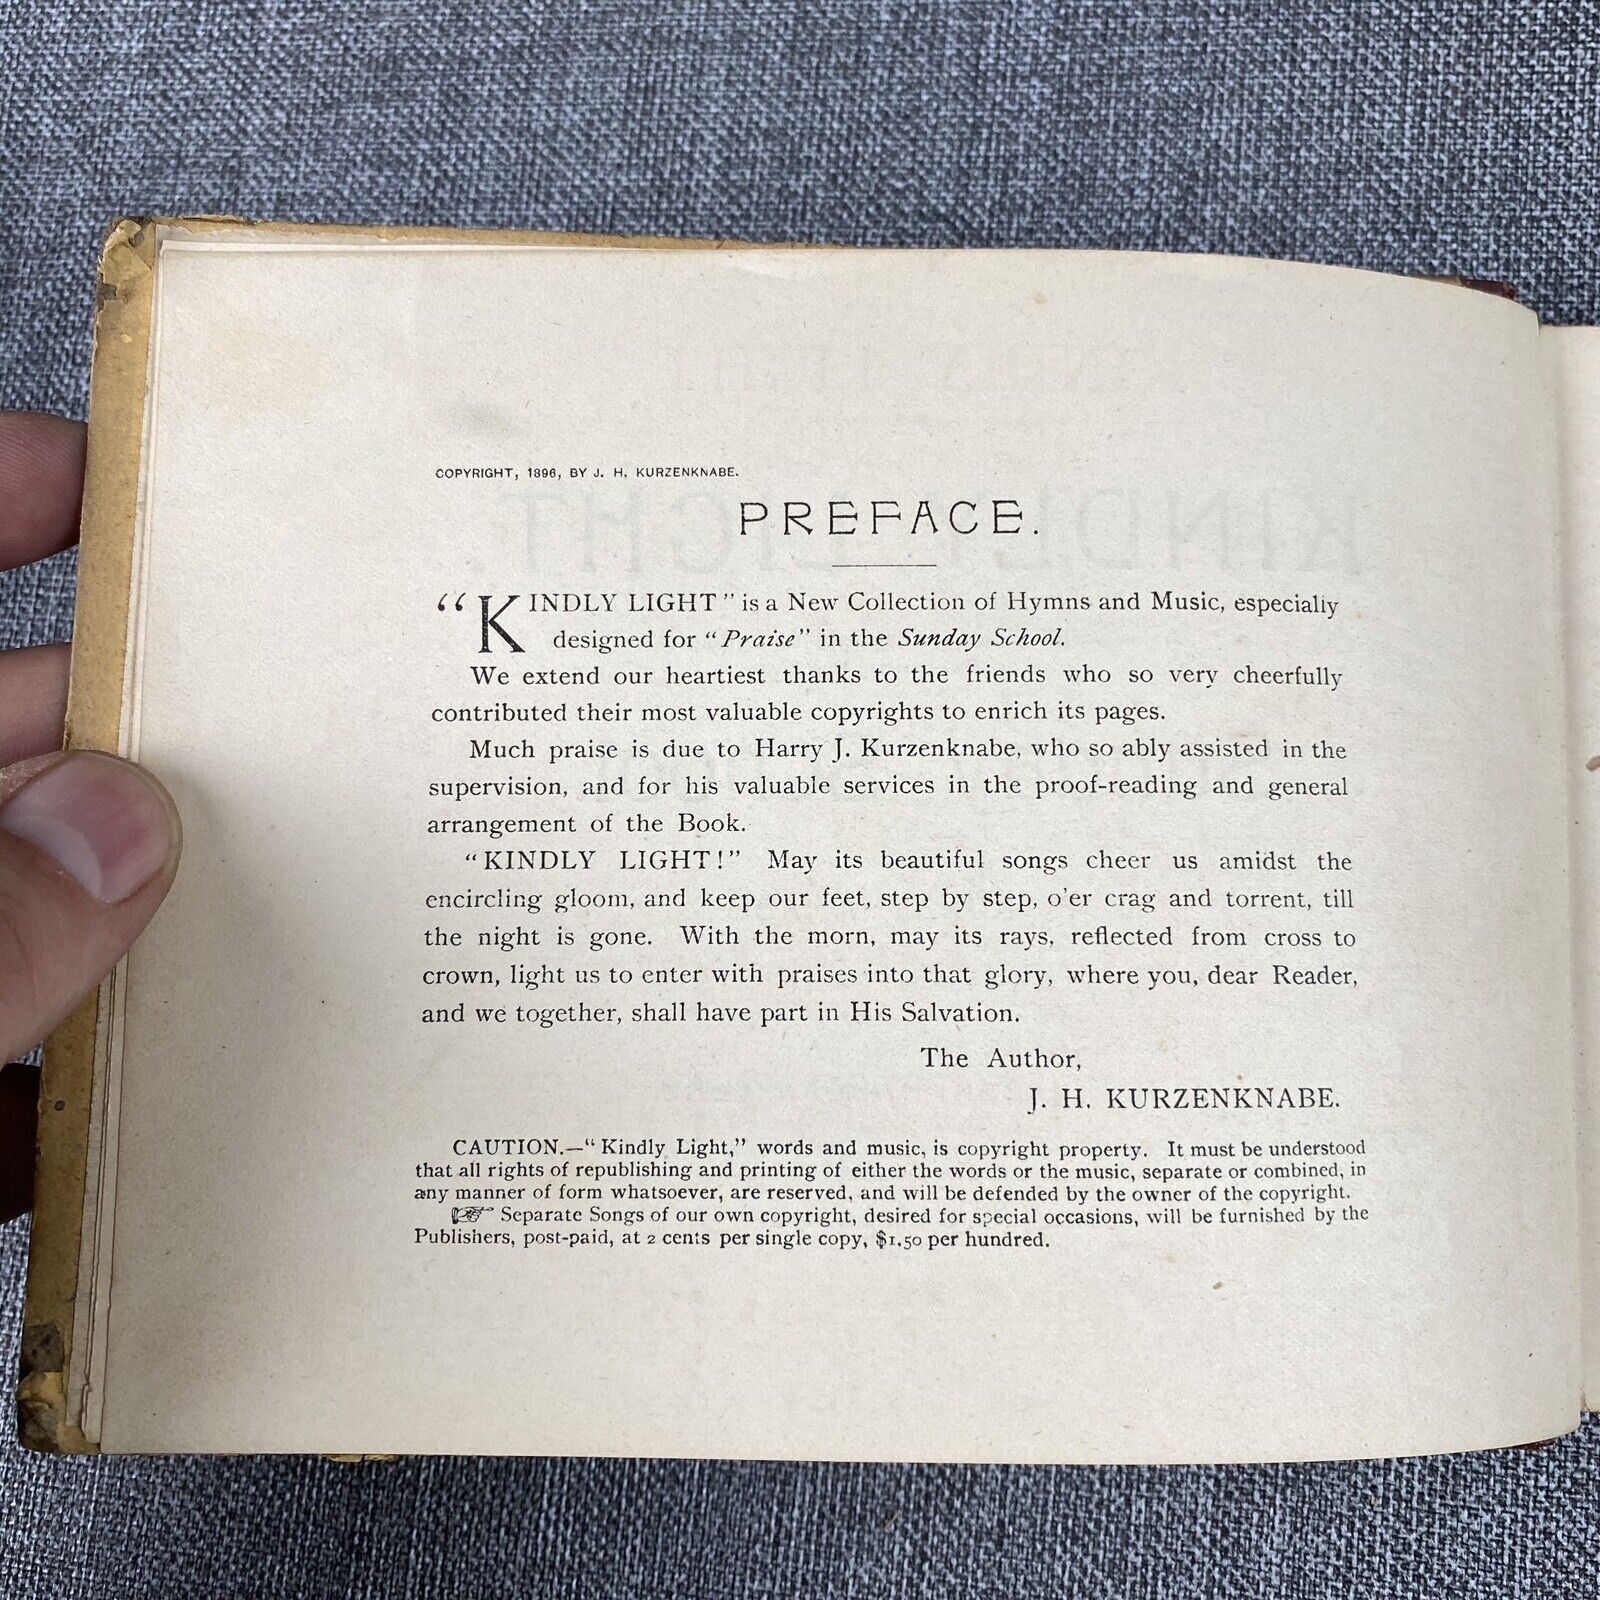 COPYRIGHT, 1896, BY J. H. KURZENKNABE.
PREFACE.
"KINDLY LIGHT" is a New Collection of Hymns and Music, especially
designed for "Praise" in the Sunday School.
We extend our heartiest thanks to the friends who so very cheerfully
contributed their most valuable copyrights to enrich its pages.
Much praise is due to Harry J. Kurzenknabe, who so ably assisted in the
supervision, and for his valuable services in the proof-reading and general
arrangement of the Book.
"KINDLY LIGHT!" May its beautiful songs cheer us amidst the
encircling gloom, and keep our feet, step by step, o'er crag and torrent, till
the night is gone. With the morn, may its rays, reflected from cross to
crown, light us to enter with praises into that glory, where you, dear Reader,
and we together, shall have part in His Salvation.
The Author,
J. H. KURZENKNABE.
CAUTION.—"Kindly Light," words and music, is copyright property. It must be understood
that all rights of republishing and printing of either the words or the music, separate or combined, in
any manner of form whatsoever, are reserved, and will be defended by the owner of the copyright.
☞ Separate Songs of our own copyright, desired for special occasions, will be furnished by the
Publishers, post-paid, at 2 cents per single copy, $1.50 per hundred.